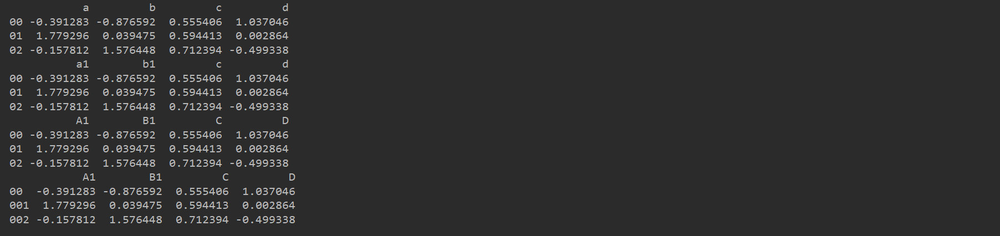 a b c d
00 -0.391283 -0.876592 0.555406 1.037046
01 1.779296 0.039475 0.594413 0.002864
02 -0.157812 1.576448 0.712394 -0.499338
a1 b1 c d
00 -0.391283 -0.876592 0.555406 1.037046
01 1.779296 0.039475 0.594413 0.002864
02 -0.157812 1.576448 0.712394 -0.499338
A1 B1 C D
00 -0.391283 -0.876592 0.555406 1.037046
01 1.779296 0.039475 0.594413 0.002864
02 -0.157812 1.576448 0.712394 -0.499338
A1 B1 C D
00 -0.391283 -0.876592 0.555406 1.037046
001 1.779296 0.039475 0.594413 0.002864
002 -0.157812 1.576448 0.712394 -0.499338